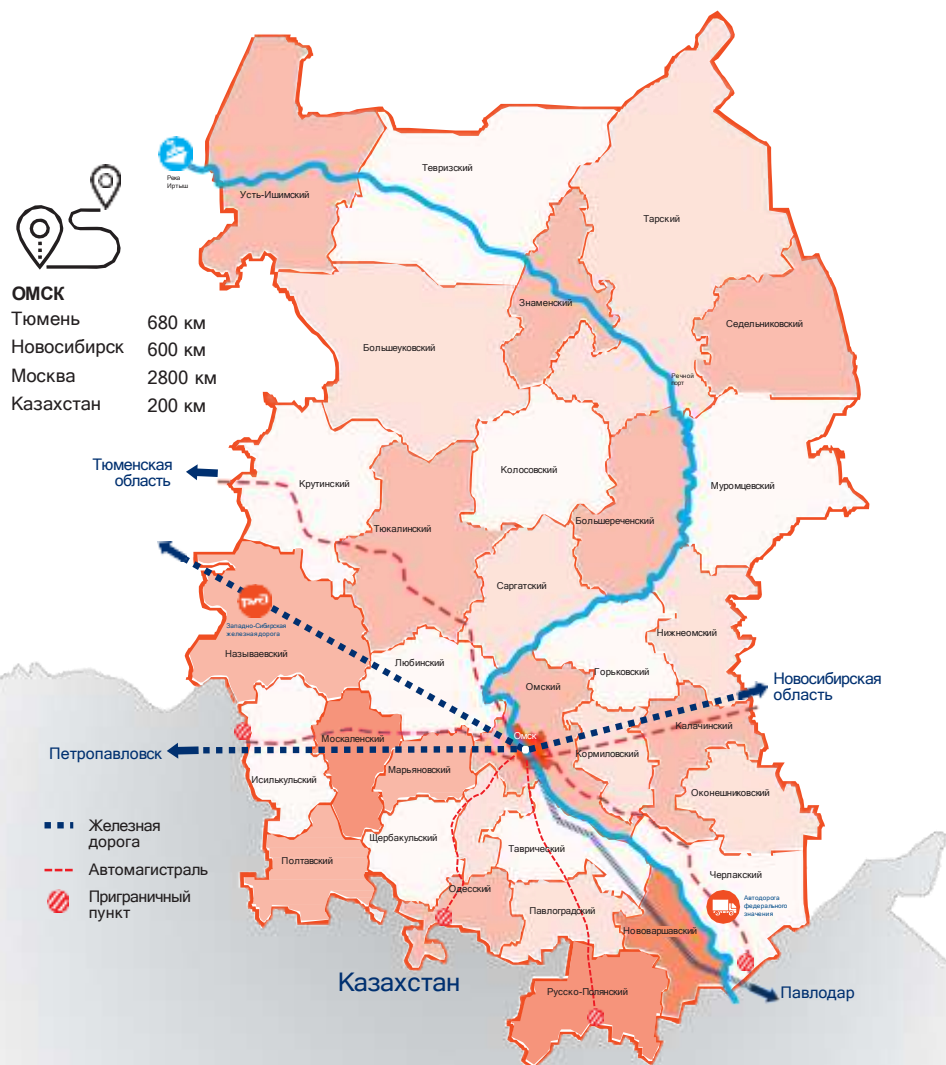 Река
Иртыш
Тевризский
Усть-Ишимский
Тарский
ОМСК
Тюмень 680 км
Новосибирск 600 км
Москва 2800 км
Казахстан 200 км
Знаменский
Седельниковский
Большеуковский
Речной
порт
Тюменская
область
Крутинский
Колосовский
Муромцевский
Тюкалинский
Большереченский
Саргатский
Западно-Сибирская
железная дорога
Называевский
Нижнеомский
Любинский
Горьковский
Омский
Новосибирская
область
Калачинский
Омск
Москаленский
Кормиловский
Петропавловск
Марьяновский
Исилькульский
Оконешниковский
Железная
дорога
Щербакульский
Таврический
Полтавский
Автомагистраль
Черлакский
Приграничый
пункт
Одесский
Павлоградский
Автодорога
федерального
значения
Нововаршавский
Казахстан
Русско-Полянский
Павлодар